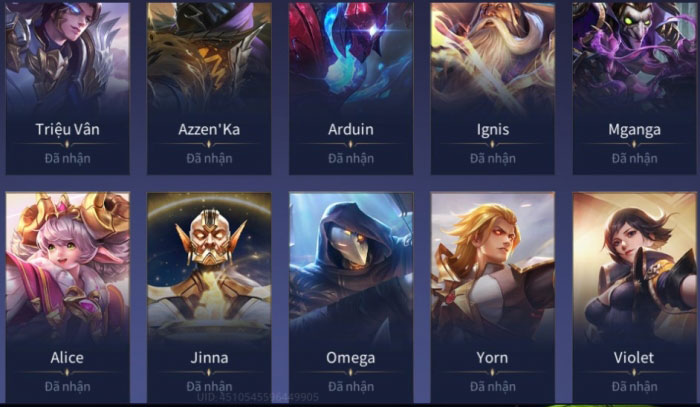 Triệu Vân
Azzen'Ka
Arduin
Ignis
Mganga
Đã nhận
Đã nhận
Đã nhận
Đã nhận
Đã nhận
Alice
Jinna
Omega
Yorn
Violet
Đã nhận
Đã nhận
Đã nhận
Đã nhận
Đã nhận
UID: 4510545596449905